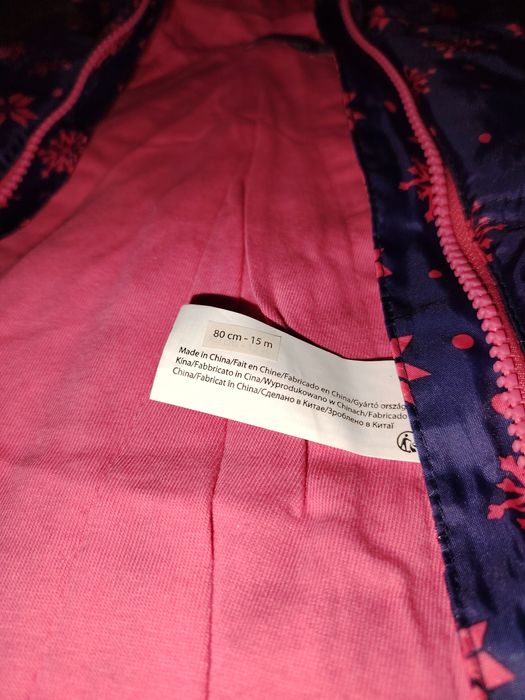 80 cm - 15 m
Made in China/Fait en Chine/Fabricado en China/Gyártó ország
Kína/Fabbricato in Cina/Wyprodukowano w Chinach/Fabricado
China/Fabricat în China/Сделано в Китае/Зроблено в Китаї